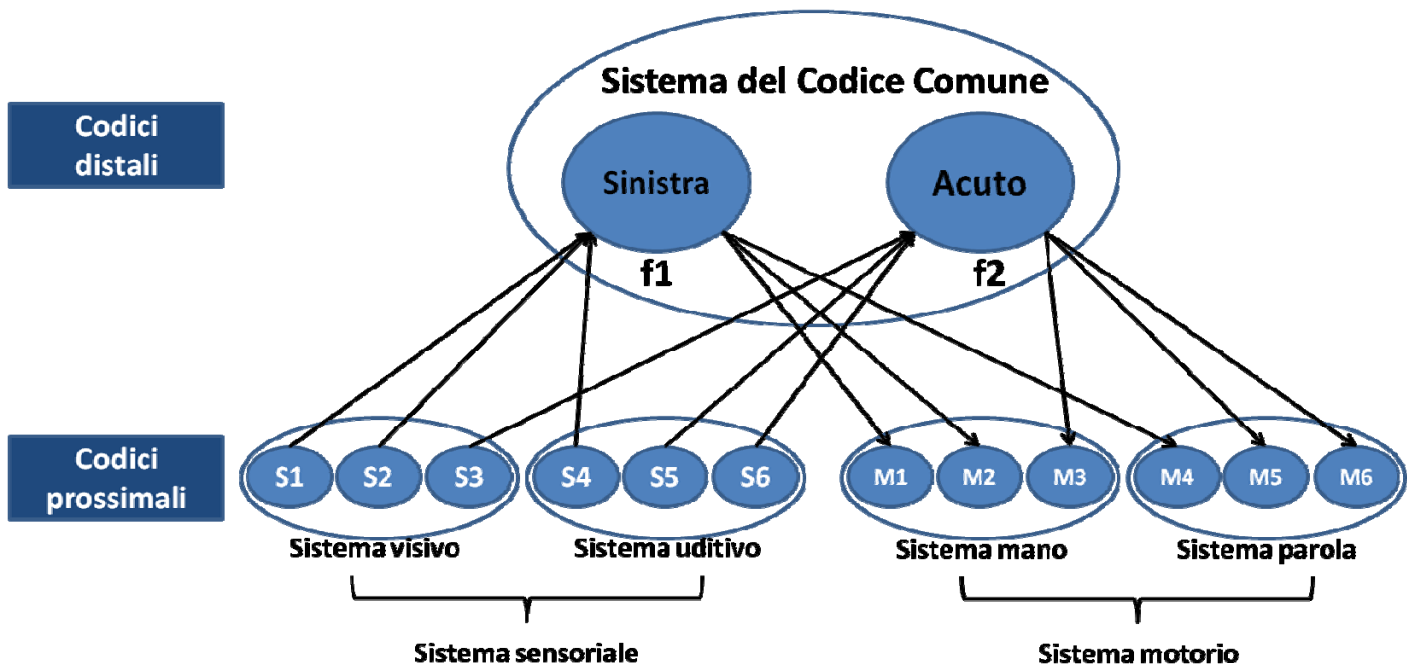 Sistema del Codice Comune
Codici
distali
Sinistra
Acuto
f1
f2
Codici
prossimali
S1 S2 S3 S4 S5 S6 M1 M2 M3 M4 M5 M6
Sistema visivo Sistema uditivo Sistema mano Sistema parola
Sistema sensoriale Sistema motorio